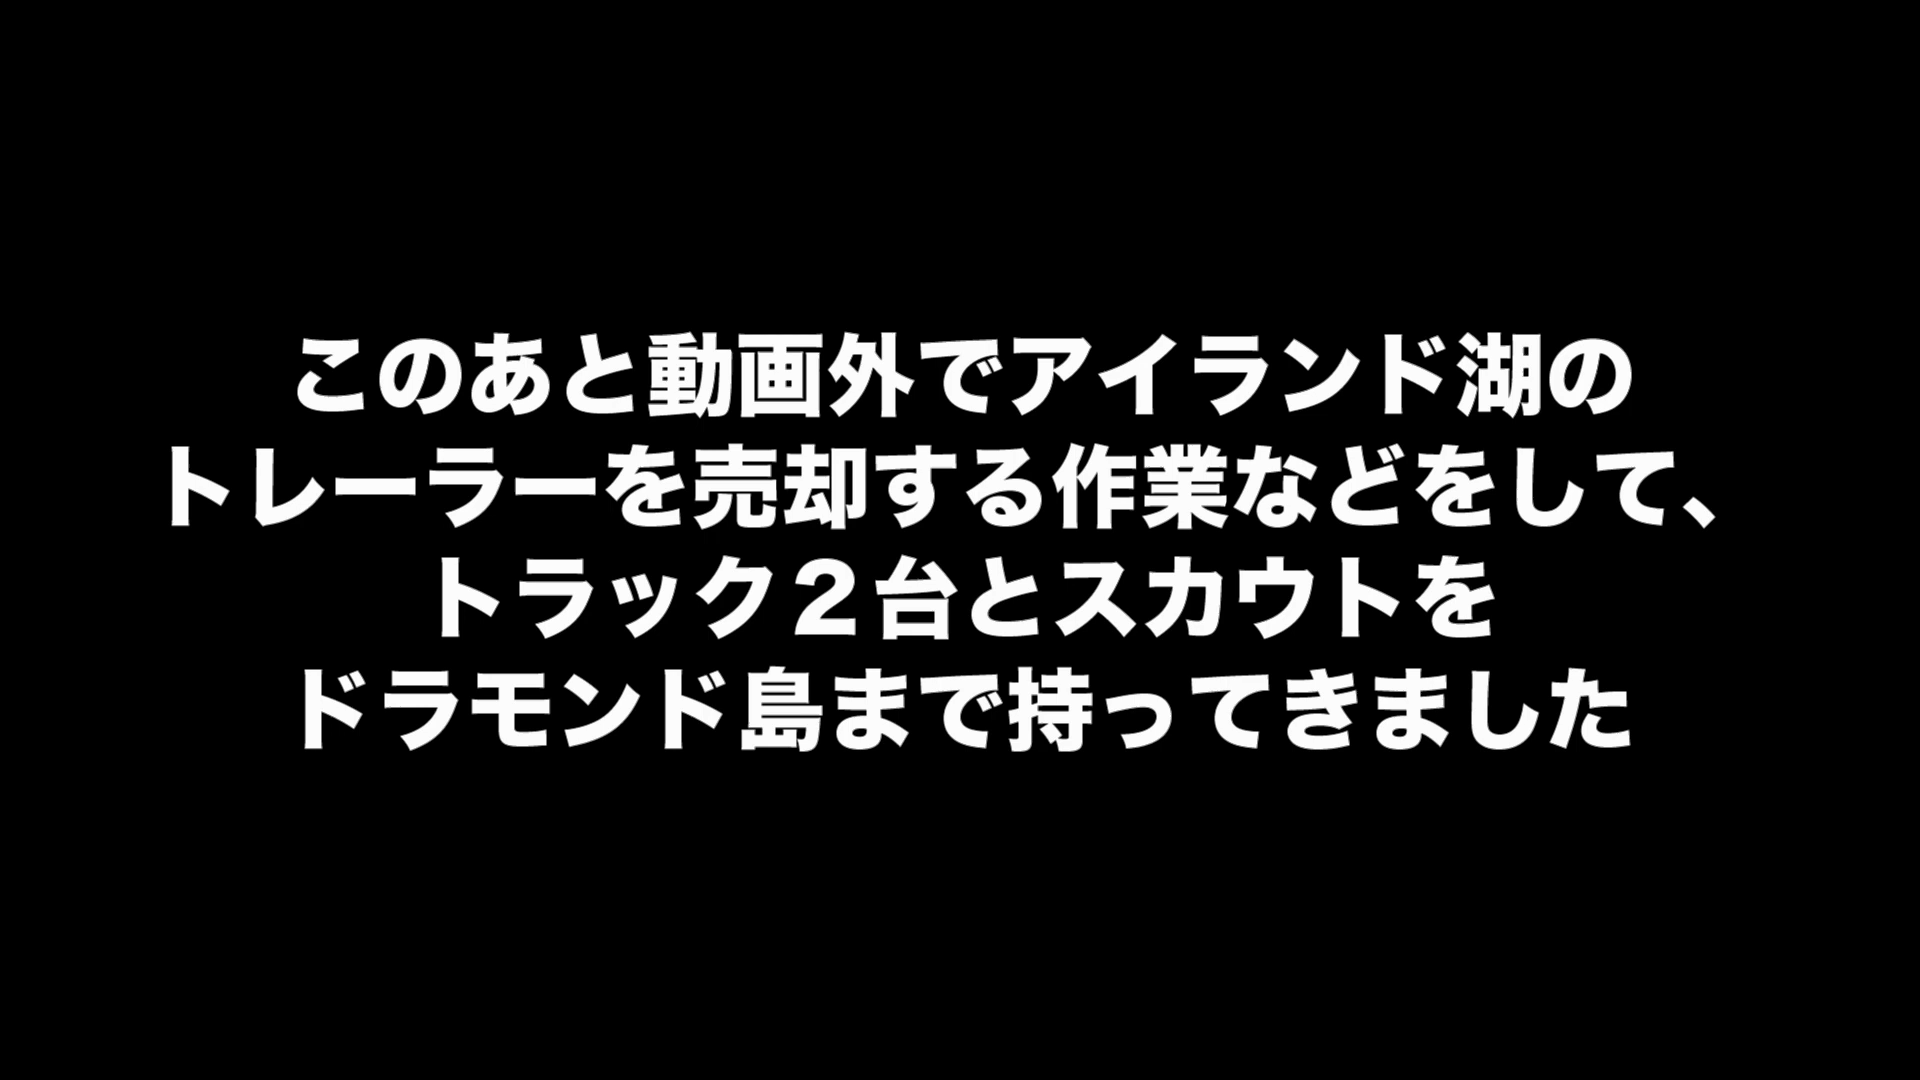 このあと動画外でアイランド湖の
トレーラーを売却する作業などをして、
トラック２台とスカウトを
ドラモンド島まで持ってきました